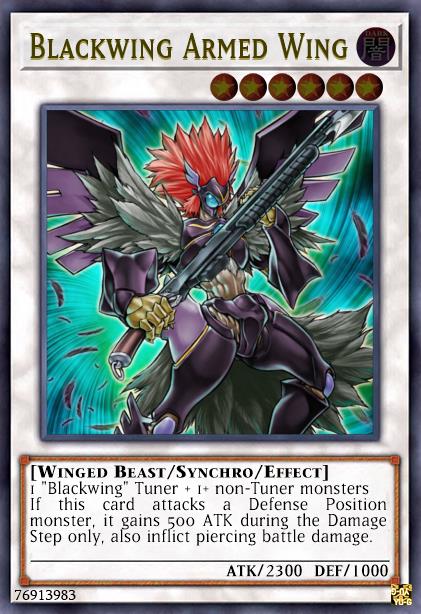 Blackwing Armed Wing
DARK
闇
[Winged Beast/Synchro/Effect]
1 "Blackwing" Tuner + 1+ non-Tuner monsters
If this card attacks a Defense Position
monster, it gains 500 ATK during the Damage
Step only, also inflict piercing battle damage.
ATK/2300 DEF/1000
76913983